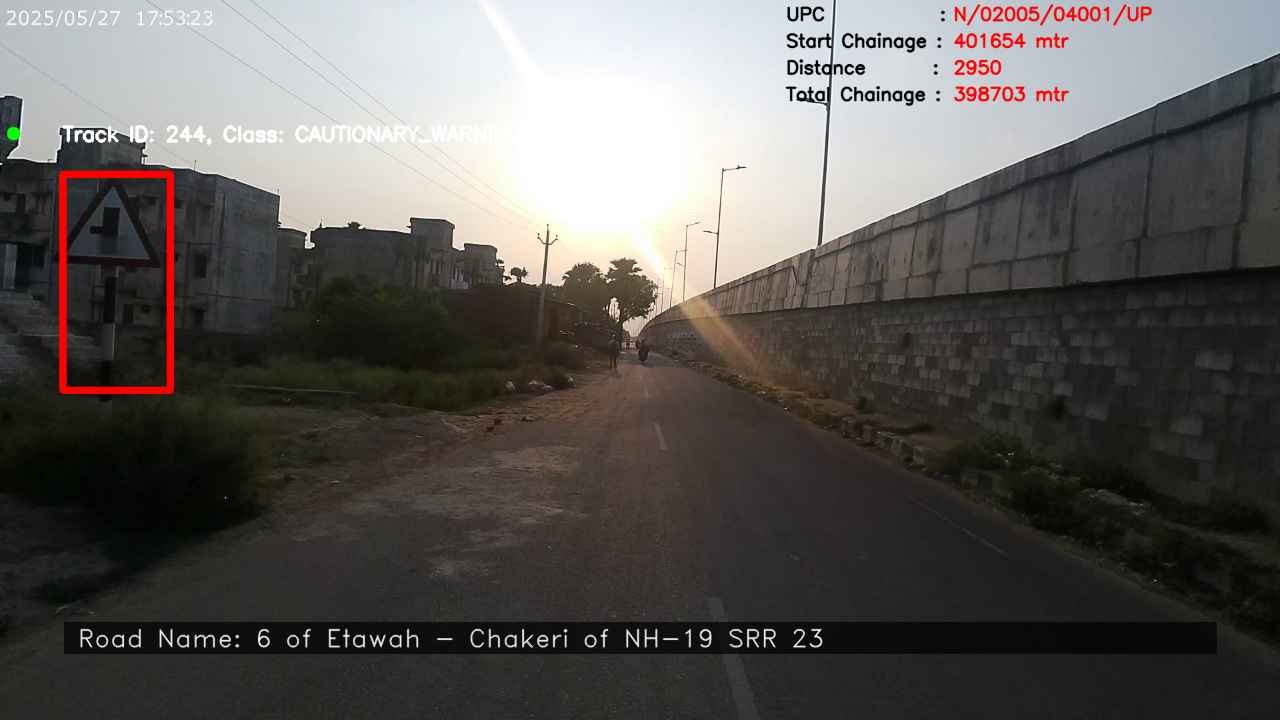 2025/05/27 17:53:23
UPC : N/02005/04001/UP
Start Chainage : 401654 mtr
Distance : 2950
Total Chainage : 398703 mtr
Track ID: 244, Class: CAUTIONARY_WARNI
Road Name: 6 of Etawah - Chakeri of NH-19 SRR 23